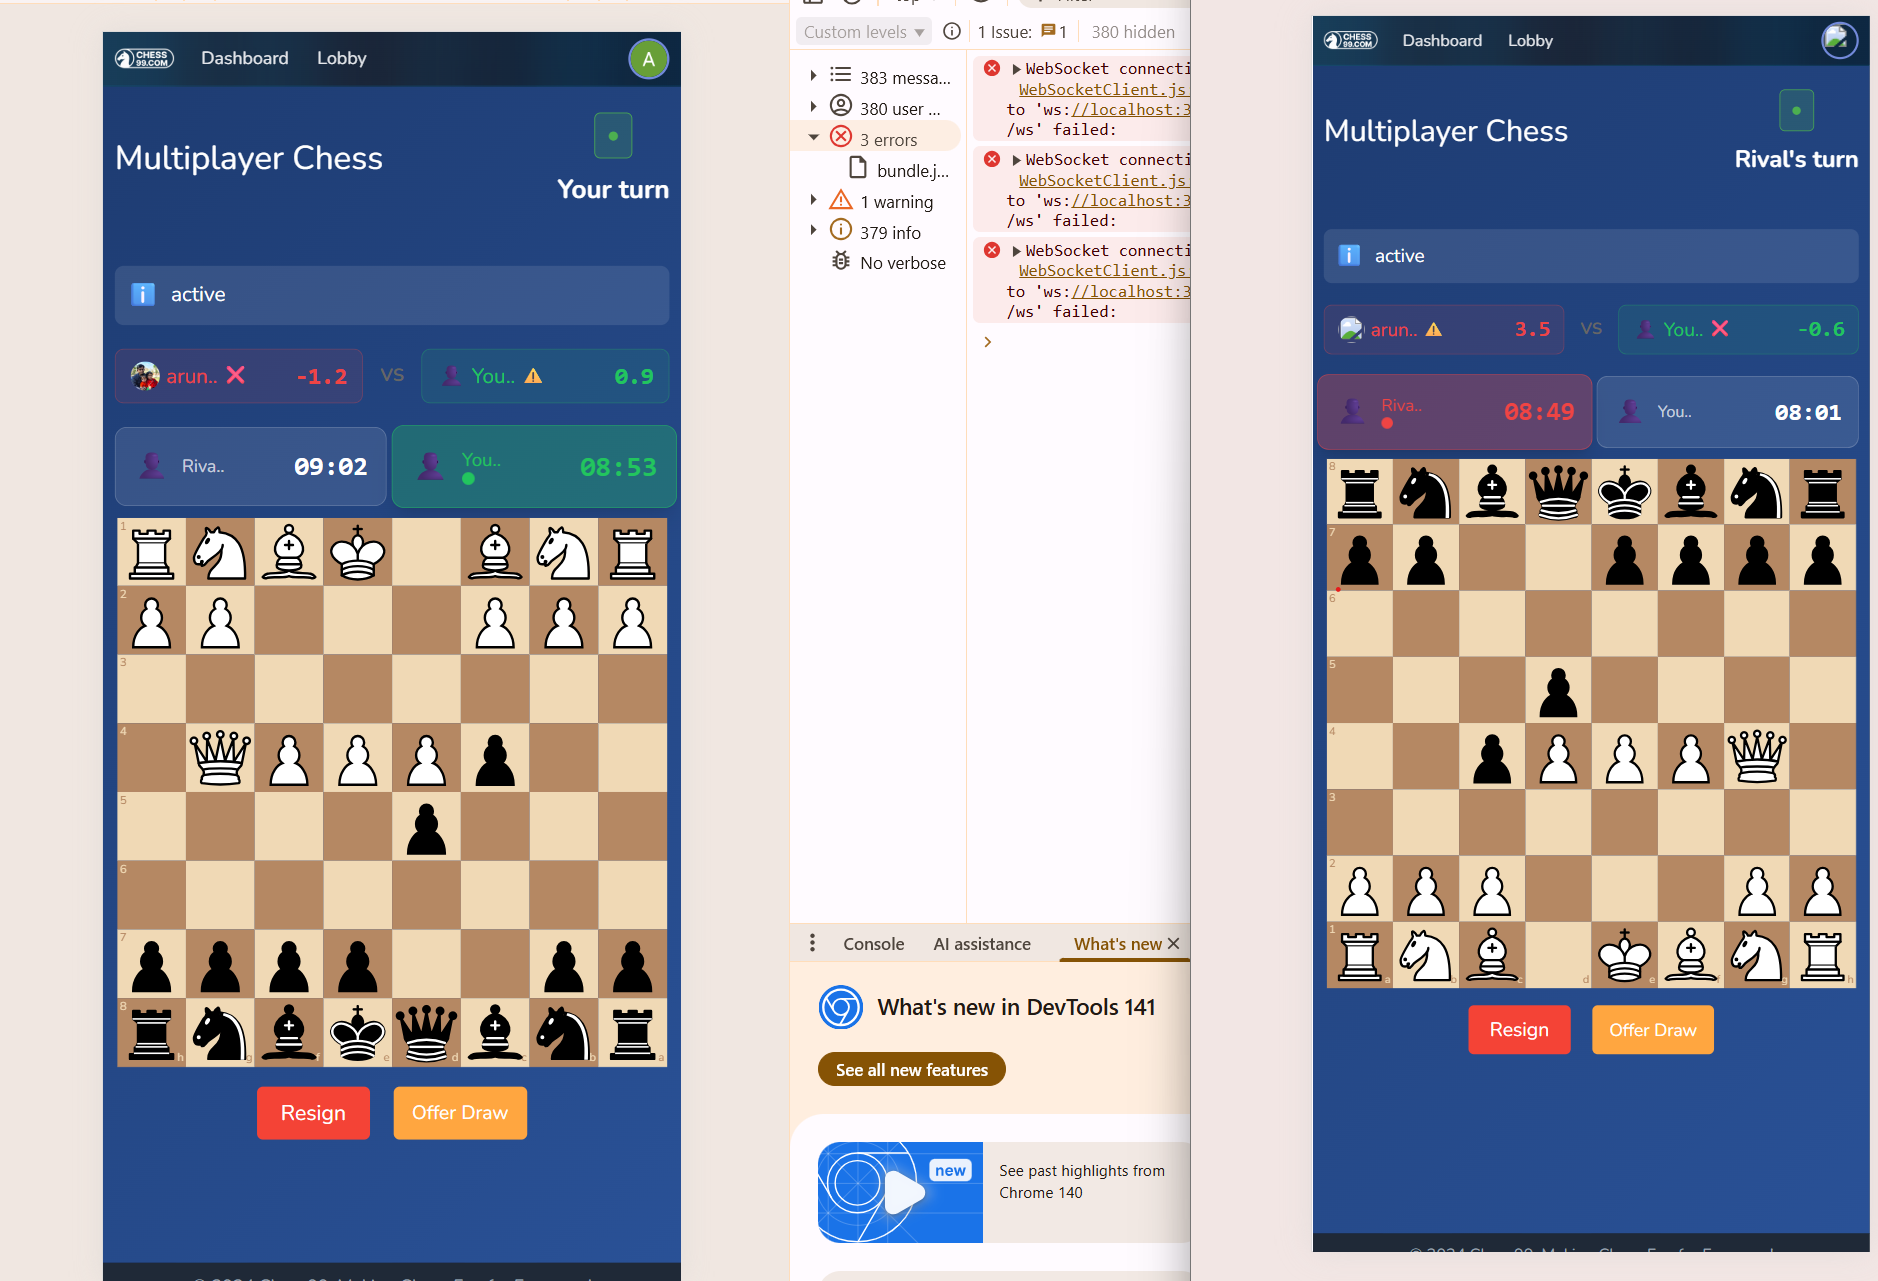 CHESS
99.COM
Dashboard
Lobby
A
Multiplayer Chess
Your turn
i active
arun.. -1.2
VS
You.. 0.9
Riva.. 09:02
You.. 08:53
1
2
3
4
5
6
7
8
h
g
f
e
d
c
b
a
Resign
Offer Draw
Custom levels
1 Issue: 1
380 hidden
383 messa...
380 user ...
3 errors
bundle.j...
1 warning
379 info
No verbose
WebSocket connecti
WebSocketClient.js
to 'ws://localhost:3
/ws' failed:
WebSocket connecti
WebSocketClient.js
to 'ws://localhost:3
/ws' failed:
WebSocket connecti
WebSocketClient.js
to 'ws://localhost:3
/ws' failed:
Console
AI assistance
What's new
What's new in DevTools 141
See all new features
new
See past highlights from
Chrome 140
CHESS
99.COM
Dashboard
Lobby
Multiplayer Chess
Rival's turn
i active
arun.. 3.5
VS
You.. -0.6
Riva.. 08:49
You.. 08:01
8
7
6
5
4
3
2
1
a
b
c
d
e
f
g
h
Resign
Offer Draw